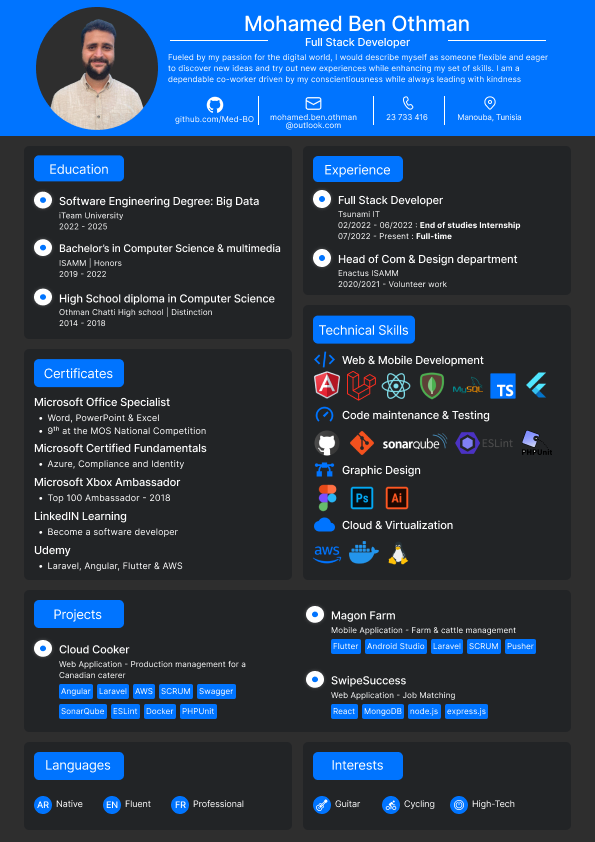 Mohamed Ben Othman
Full Stack Developer
Fueled by my passion for the digital world, I would describe myself as someone flexible and eager
to discover new ideas and try out new experiences while enhancing my set of skills. I am a
dependable co-worker driven by my conscientiousness while always leading with kindness
github.com/Med-BO
mohamed.ben.othman
@outlook.com
23 733 416
Manouba, Tunisia
Education
Software Engineering Degree: Big Data
iTeam University
2022 - 2025
Bachelor's in Computer Science & multimedia
ISAMM | Honors
2019 - 2022
High School diploma in Computer Science
Othman Chatti High school | Distinction
2014 - 2018
Experience
Full Stack Developer
Tsunami IT
02/2022 - 06/2022 : End of studies Internship
07/2022 - Present : Full-time
Head of Com & Design department
Enactus ISAMM
2020/2021 - Volunteer work
Certificates
Microsoft Office Specialist
• Word, PowerPoint & Excel
• 9th at the MOS National Competition
Microsoft Certified Fundamentals
• Azure, Compliance and Identity
Microsoft Xbox Ambassador
• Top 100 Ambassador - 2018
LinkedIN Learning
• Become a software developer
Udemy
• Laravel, Angular, Flutter & AWS
Technical Skills
Web & Mobile Development
A
MySQL
TS
Code maintenance & Testing
sonarqube
ESLint
PHPUnit
Graphic Design
Ps
Ai
Cloud & Virtualization
aws
Projects
Cloud Cooker
Web Application - Production management for a
Canadian caterer
Angular Laravel AWS SCRUM Swagger
SonarQube ESLint Docker PHPUnit
Magon Farm
Mobile Application - Farm & cattle management
Flutter Android Studio Laravel SCRUM Pusher
SwipeSuccess
Web Application - Job Matching
React MongoDB node.js express.js
Languages
AR Native EN Fluent FR Professional
Interests
Guitar Cycling High-Tech